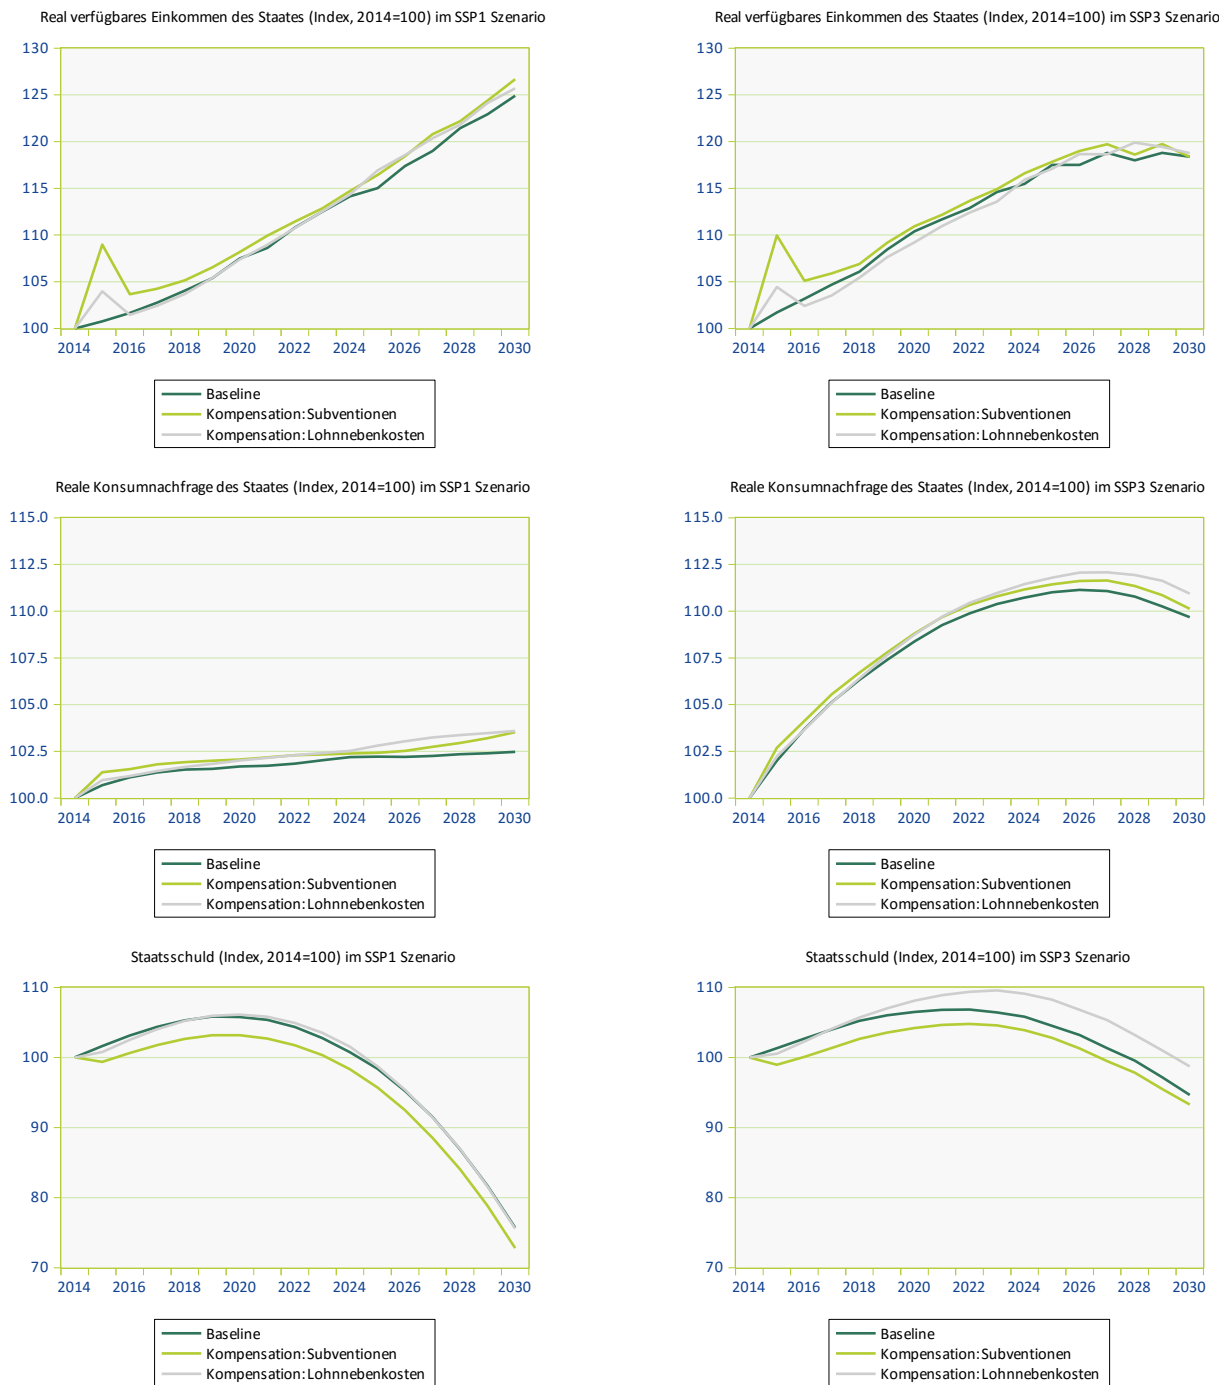 Real verfügbares Einkommen des Staates (Index, 2014=100) im SSP1 Szenario
130
125
120
115
110
105
100
2014 2016 2018 2020 2022 2024 2026 2028 2030
Baseline
Kompensation: Subventionen
Kompensation: Lohnnebenkosten
Real verfügbares Einkommen des Staates (Index, 2014=100) im SSP3 Szenario
130
125
120
115
110
105
100
2014 2016 2018 2020 2022 2024 2026 2028 2030
Baseline
Kompensation: Subventionen
Kompensation: Lohnnebenkosten
Reale Konsumnachfrage des Staates (Index, 2014=100) im SSP1 Szenario
115.0
112.5
110.0
107.5
105.0
102.5
100.0
2014 2016 2018 2020 2022 2024 2026 2028 2030
Baseline
Kompensation: Subventionen
Kompensation: Lohnnebenkosten
Reale Konsumnachfrage des Staates (Index, 2014=100) im SSP3 Szenario
115.0
112.5
110.0
107.5
105.0
102.5
100.0
2014 2016 2018 2020 2022 2024 2026 2028 2030
Baseline
Kompensation: Subventionen
Kompensation: Lohnnebenkosten
Staatsschuld (Index, 2014=100) im SSP1 Szenario
110
100
90
80
70
2014 2016 2018 2020 2022 2024 2026 2028 2030
Baseline
Kompensation: Subventionen
Kompensation: Lohnnebenkosten
Staatsschuld (Index, 2014=100) im SSP3 Szenario
110
100
90
80
70
2014 2016 2018 2020 2022 2024 2026 2028 2030
Baseline
Kompensation: Subventionen
Kompensation: Lohnnebenkosten